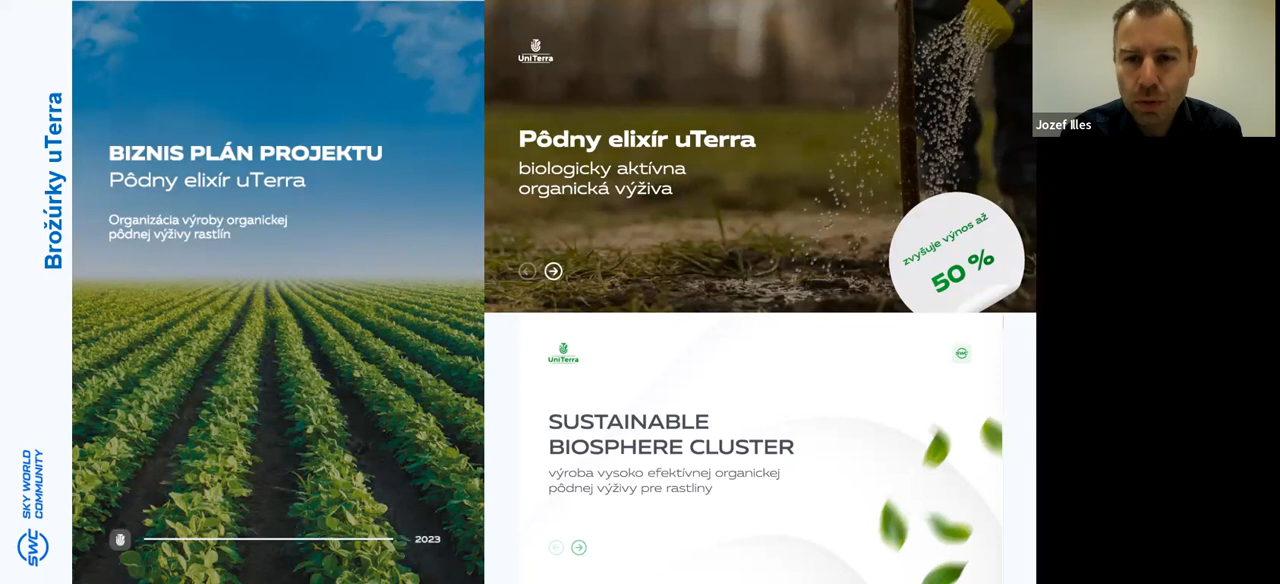 Brožúrky uTerra
SKY WORLD
COMMUNITY
SWC
BIZNIS PLÁN PROJEKTU
Pôdny elixír uTerra
Organizácia výroby organickej
pôdnej výživy rastlín
2023
UniTerra
Pôdny elixír uTerra
biologicky aktívna
organická výživa
zvyšuje výnos až
50 %
UniTerra
SUSTAINABLE
BIOSPHERE CLUSTER
výroba vysoko efektívnej organickej
pôdnej výživy pre rastliny
Jozef Illes